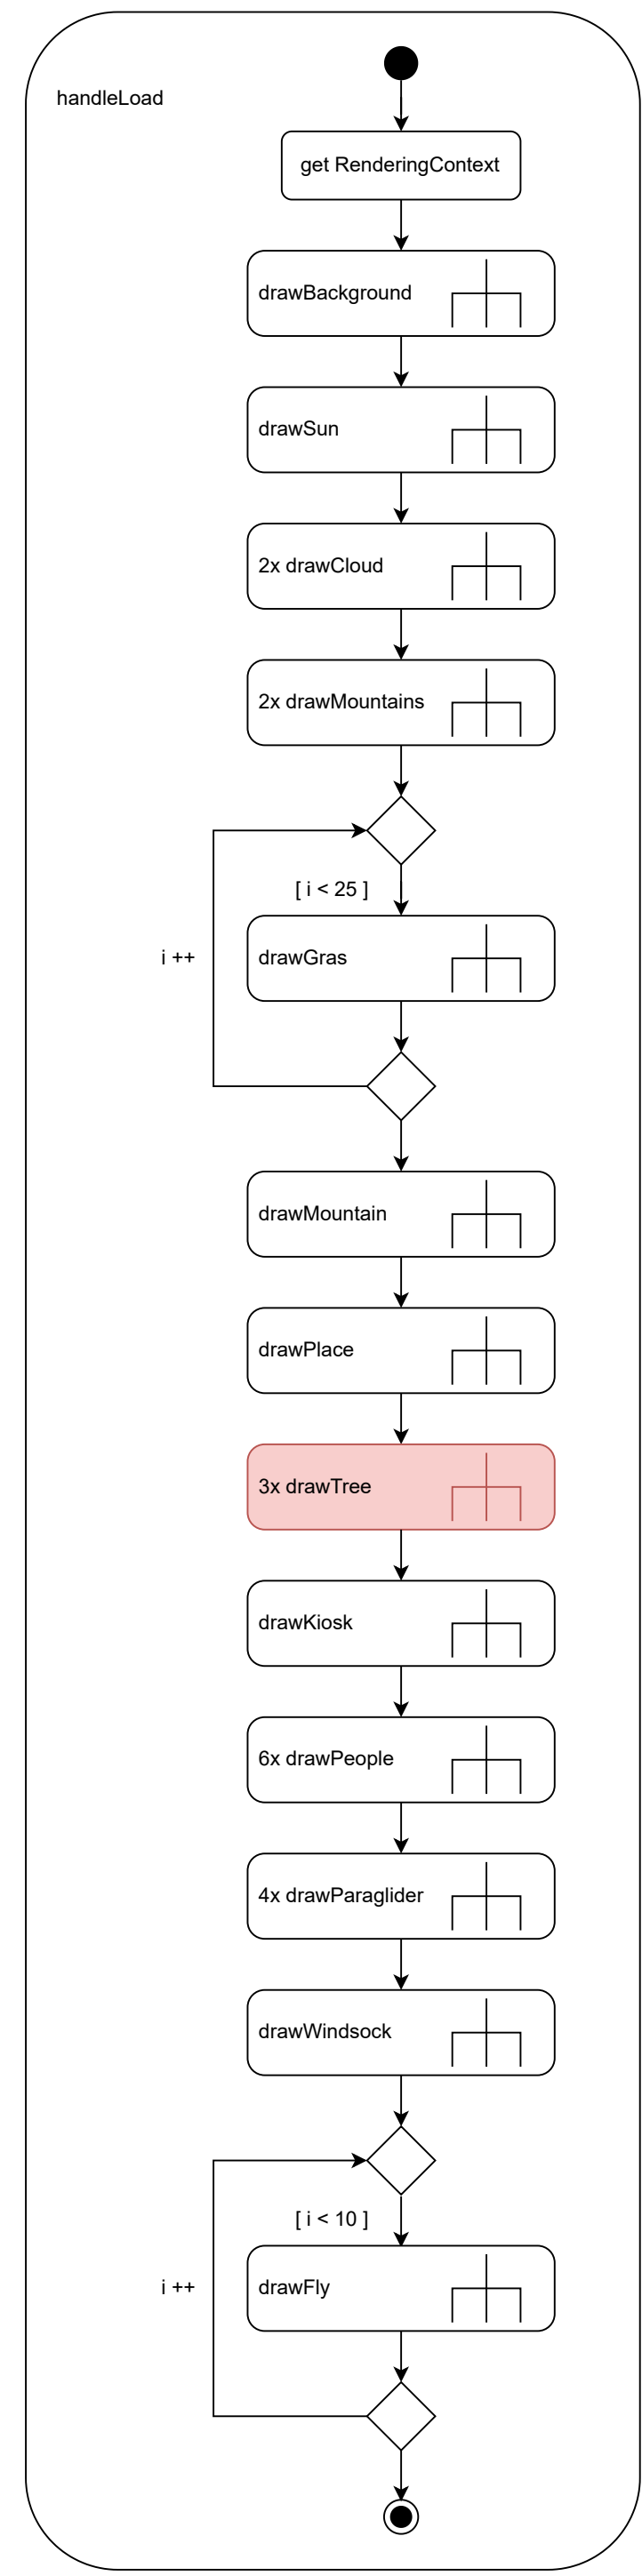 handleLoad
get RenderingContext
drawBackground
drawSun
2x drawCloud
2x drawMountains
[ i < 25 ]
i ++
drawGras
drawMountain
drawPlace
3x drawTree
drawKiosk
6x drawPeople
4x drawParaglider
drawWindsock
[ i < 10 ]
i ++
drawFly